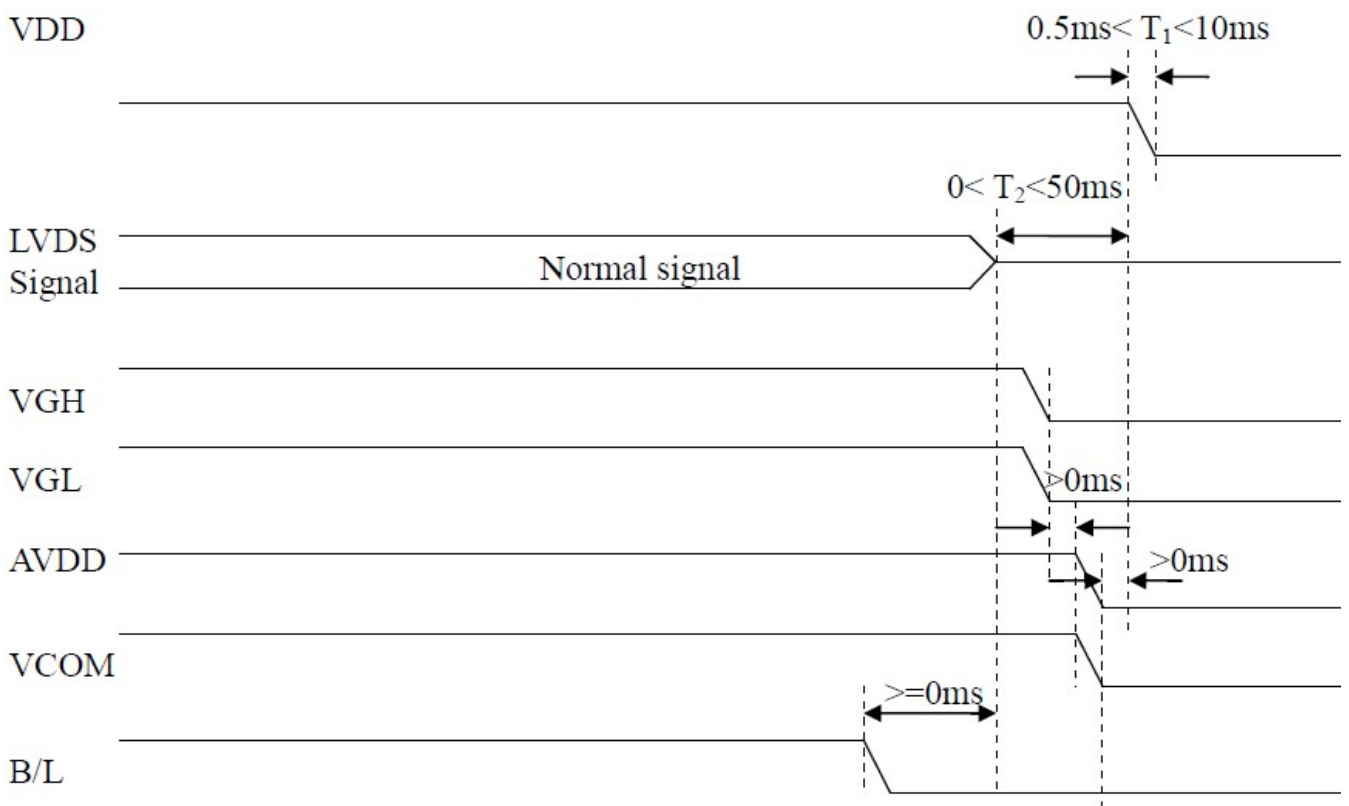 VDD
0.5ms< T₁<10ms
0< T₂<50ms
LVDS
Signal
Normal signal
VGH
VGL
>0ms
AVDD
>0ms
VCOM
>=0ms
B/L